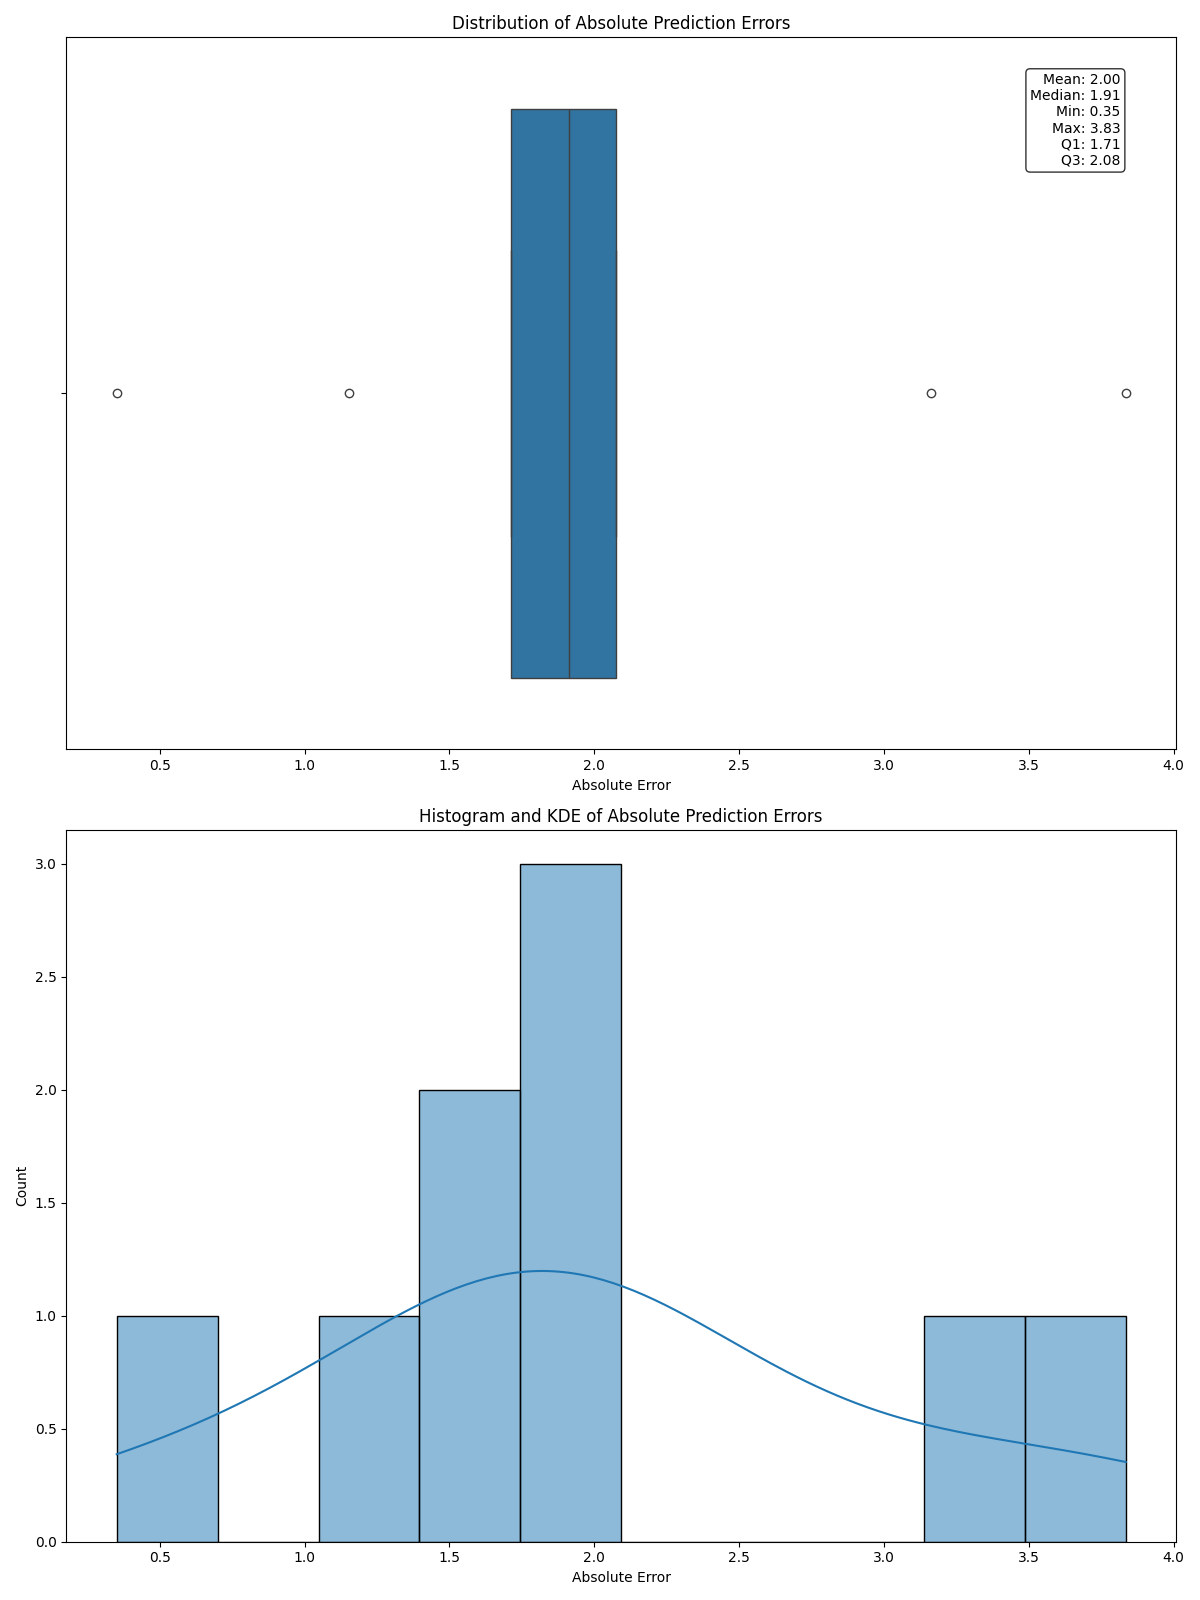 Distribution of Absolute Prediction Errors
Mean: 2.00
Median: 1.91
Min: 0.35
Max: 3.83
Q1: 1.71
Q3: 2.08
0.5 1.0 1.5 2.0 2.5 3.0 3.5 4.0
Absolute Error
Histogram and KDE of Absolute Prediction Errors
3.0
2.5
2.0
1.5
1.0
0.5
0.0
Count
0.5 1.0 1.5 2.0 2.5 3.0 3.5 4.0
Absolute Error